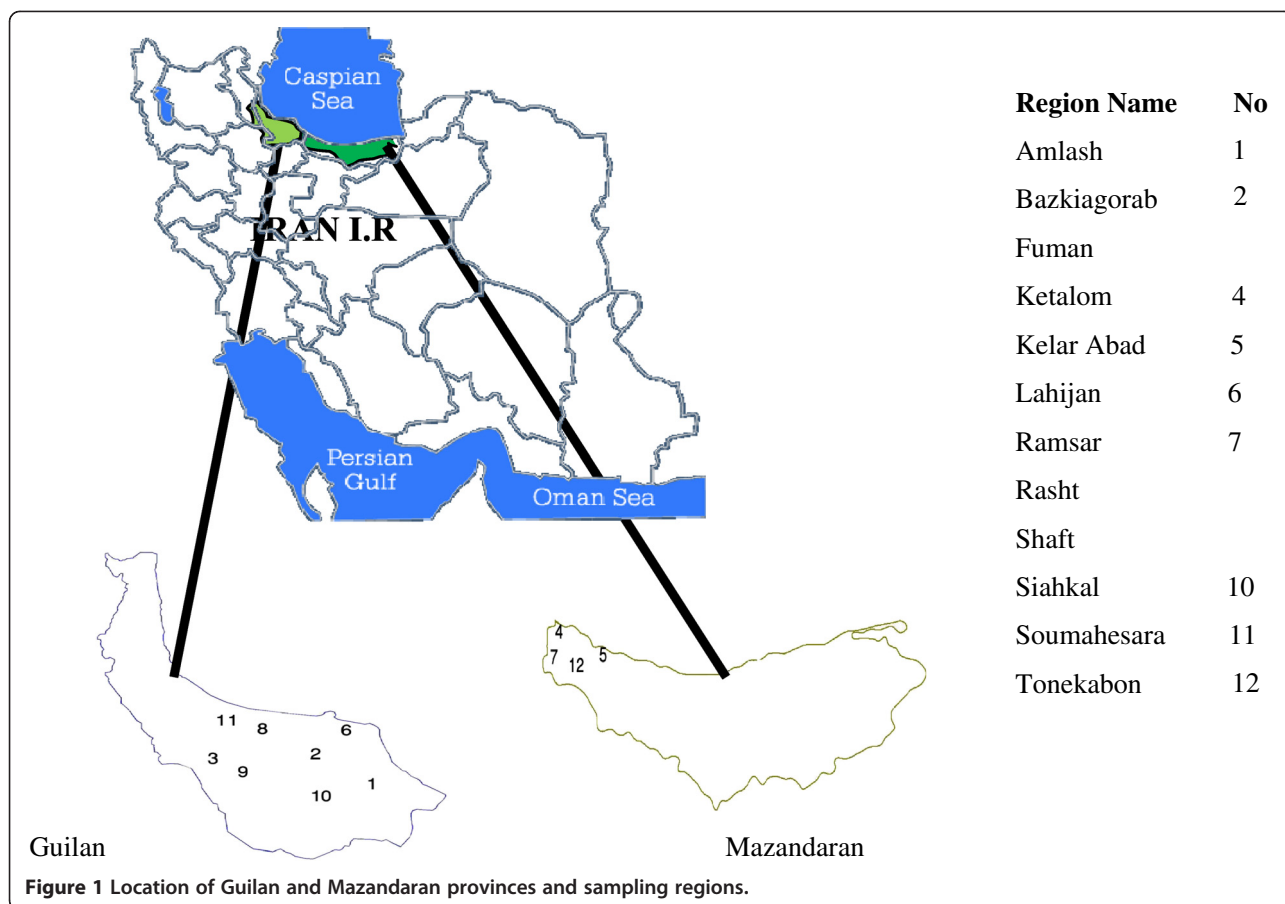 Caspian
Sea
IRAN I.R
Persian
Gulf
Oman Sea
Region Name No
Amlash 1
Bazkiagorab 2
Fuman
Ketalom 4
Kelar Abad 5
Lahijan 6
Ramsar 7
Rasht
Shaft
Siahkal 10
Soumahesara 11
Tonekabon 12
11
8
6
3
9
2
10
1
4
7
12
5
Guilan
Mazandaran
Figure 1 Location of Guilan and Mazandaran provinces and sampling regions.